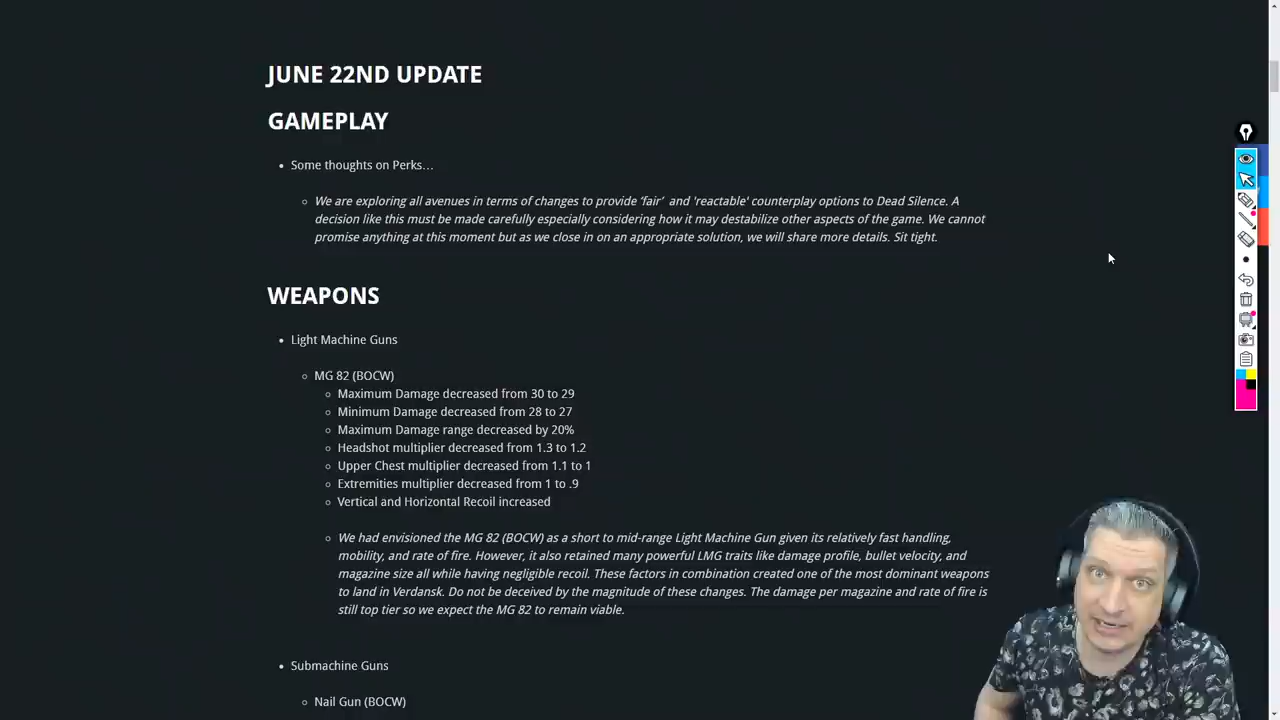 JUNE 22ND UPDATE
GAMEPLAY
Some thoughts on Perks…
We are exploring all avenues in terms of changes to provide 'fair' and 'reactable' counterplay options to Dead Silence. A
decision like this must be made carefully especially considering how it may destabilize other aspects of the game. We cannot
promise anything at this moment but as we close in on an appropriate solution, we will share more details. Sit tight.
WEAPONS
Light Machine Guns
MG 82 (BOCW)
Maximum Damage decreased from 30 to 29
Minimum Damage decreased from 28 to 27
Maximum Damage range decreased by 20%
Headshot multiplier decreased from 1.3 to 1.2
Upper Chest multiplier decreased from 1.1 to 1
Extremities multiplier decreased from 1 to .9
Vertical and Horizontal Recoil increased
We had envisioned the MG 82 (BOCW) as a short to mid-range Light Machine Gun given its relatively fast handling,
mobility, and rate of fire. However, it also retained many powerful LMG traits like damage profile, bullet velocity, and
magazine size all while having negligible recoil. These factors in combination created one of the most dominant weapons
to land in Verdansk. Do not be deceived by the magnitude of these changes. The damage per magazine and rate of fire is
still top tier so we expect the MG 82 to remain viable.
Submachine Guns
Nail Gun (BOCW)